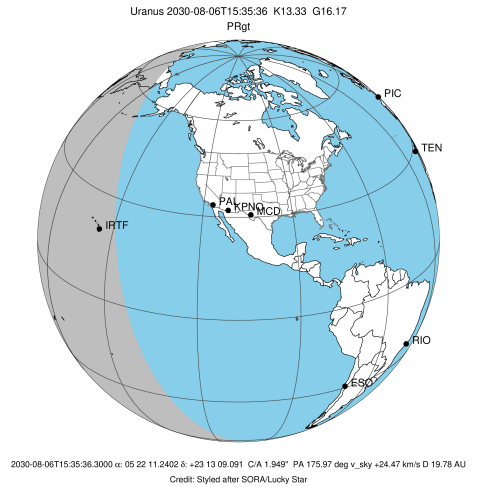 Uranus 2030-08-06T15:35:36  K13.33  G16.17
PRgt
PIC
TEN
PAL
KPNO
MCD
IRTF
RIO
ESO
2030-08-06T15:35:36.3000 α: 05 22 11.2402 δ: +23 13 09.091  C/A 1.949"  PA 175.97 deg v_sky +24.47 km/s D 19.78 AU
Credit: Styled after SORA/Lucky Star